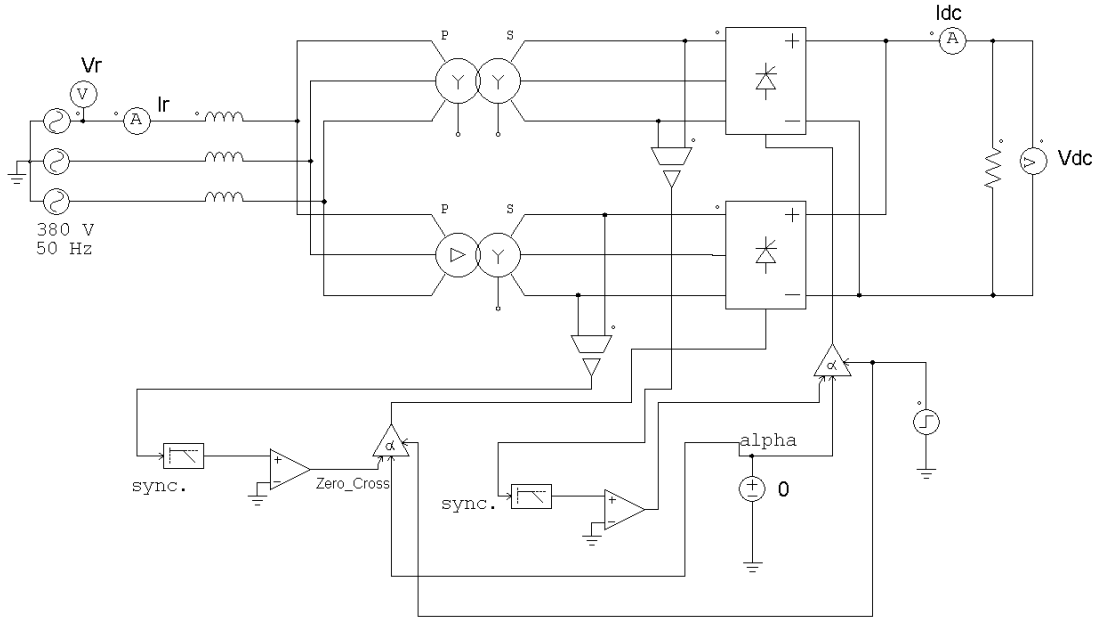 Idc
P
S
A
Vr
V
Ir
Y
Y
A
Vdc
V
P
S
380 V
50 Hz
Y
α
alpha
α
sync.
Zero_Cross
sync.
0